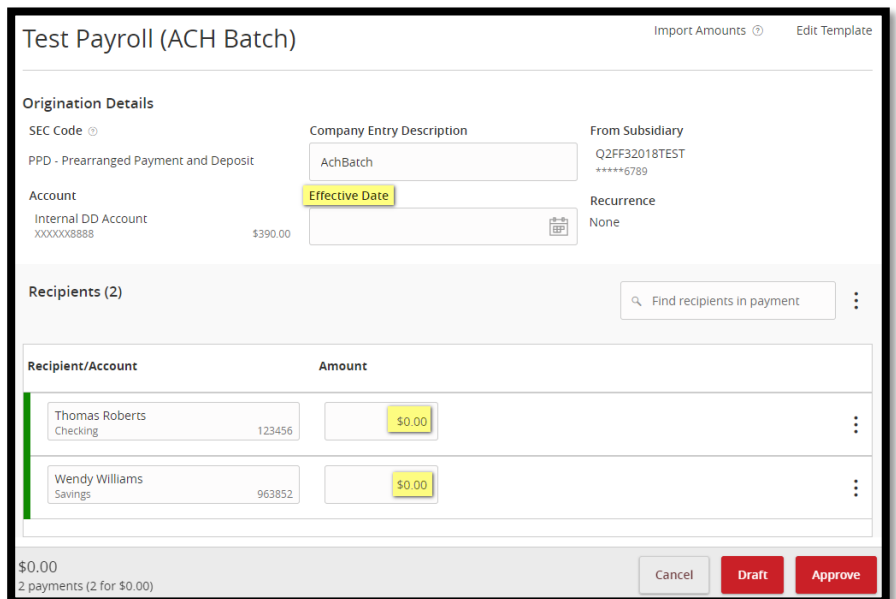 Test Payroll (ACH Batch)
Import Amounts
Edit Template
Origination Details
SEC Code
Company Entry Description
From Subsidiary
PPD - Prearranged Payment and Deposit
AchBatch
Q2FF32018TEST
*****6789
Account
Effective Date
Recurrence
Internal DD Account
XXXXXX8888
$390.00
None
Recipients (2)
Find recipients in payment
Recipient/Account
Amount
Thomas Roberts
Checking
123456
$0.00
Wendy Williams
Savings
963852
$0.00
$0.00
2 payments (2 for $0.00)
Cancel
Draft
Approve